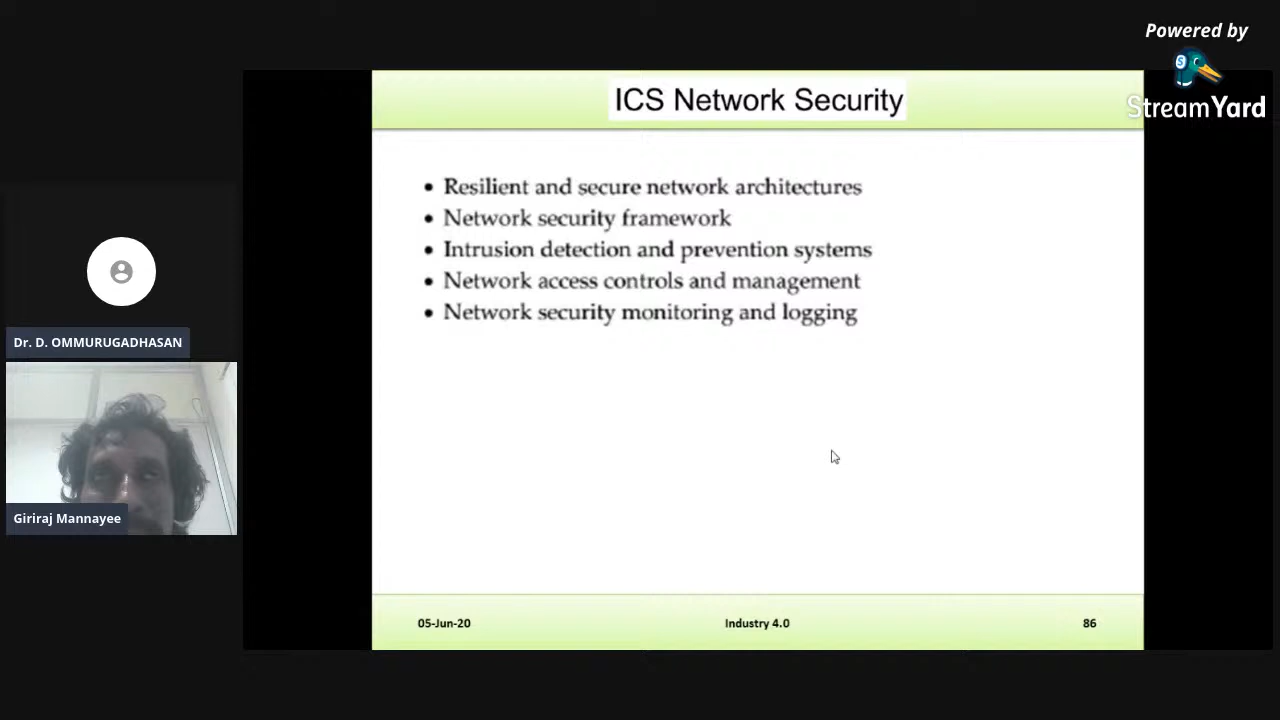 Powered by
StreamYard
ICS Network Security
• Resilient and secure network architectures
• Network security framework
• Intrusion detection and prevention systems
• Network access controls and management
• Network security monitoring and logging
Dr. D. OMMURUGADHASAN
Giriraj Mannayee
05-Jun-20 Industry 4.0 86